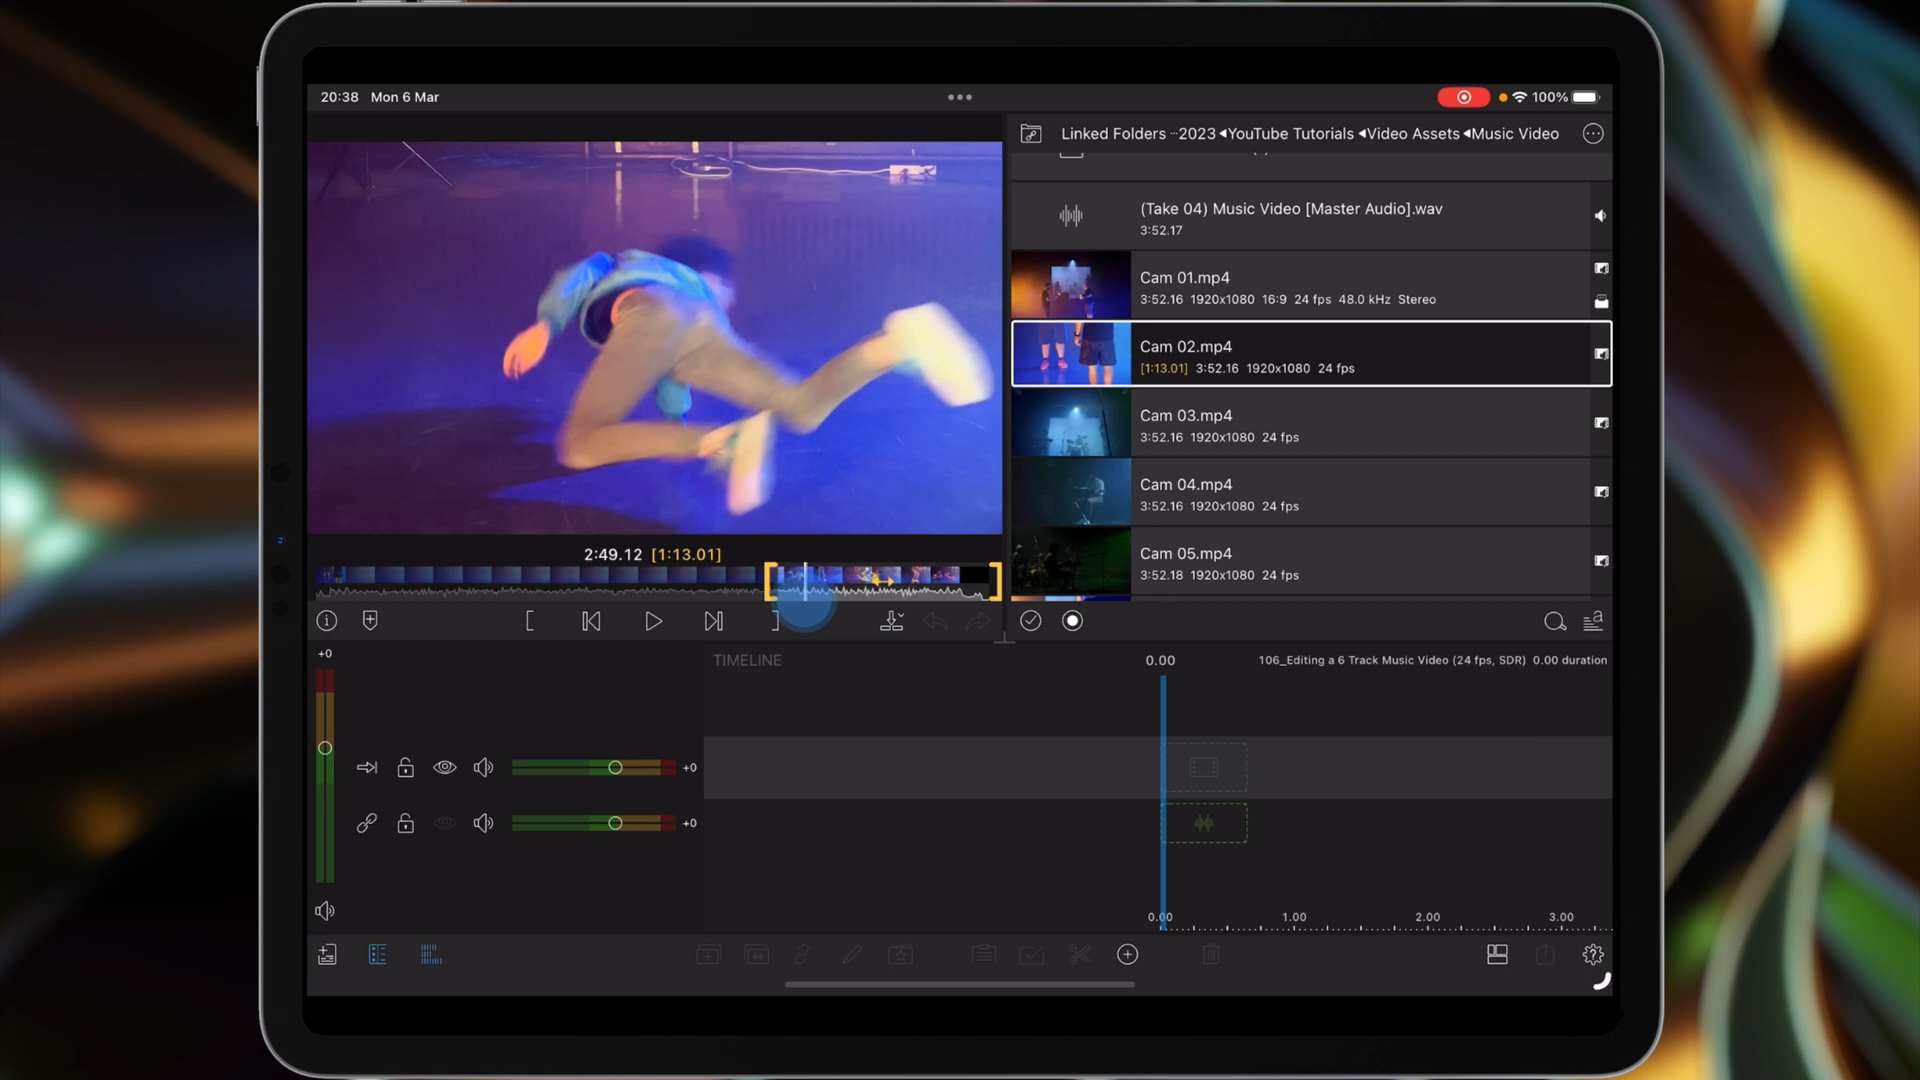 20:38 Mon 6 Mar
100%
Linked Folders ··2023◀YouTube Tutorials ◀Video Assets ◀Music Video
(Take 04) Music Video [Master Audio].wav
3:52.17
Cam 01.mp4
3:52.16 1920x1080 16:9 24 fps 48.0 kHz Stereo
Cam 02.mp4
[1:13.01] 3:52.16 1920x1080 24 fps
Cam 03.mp4
3:52.16 1920x1080 24 fps
Cam 04.mp4
3:52.16 1920x1080 24 fps
Cam 05.mp4
3:52.18 1920x1080 24 fps
2:49.12 [1:13.01]
+0
TIMELINE
0.00
106_Editing a 6 Track Music Video (24 fps, SDR) 0.00 duration
+0
+0
0.00 1.00 2.00 3.00